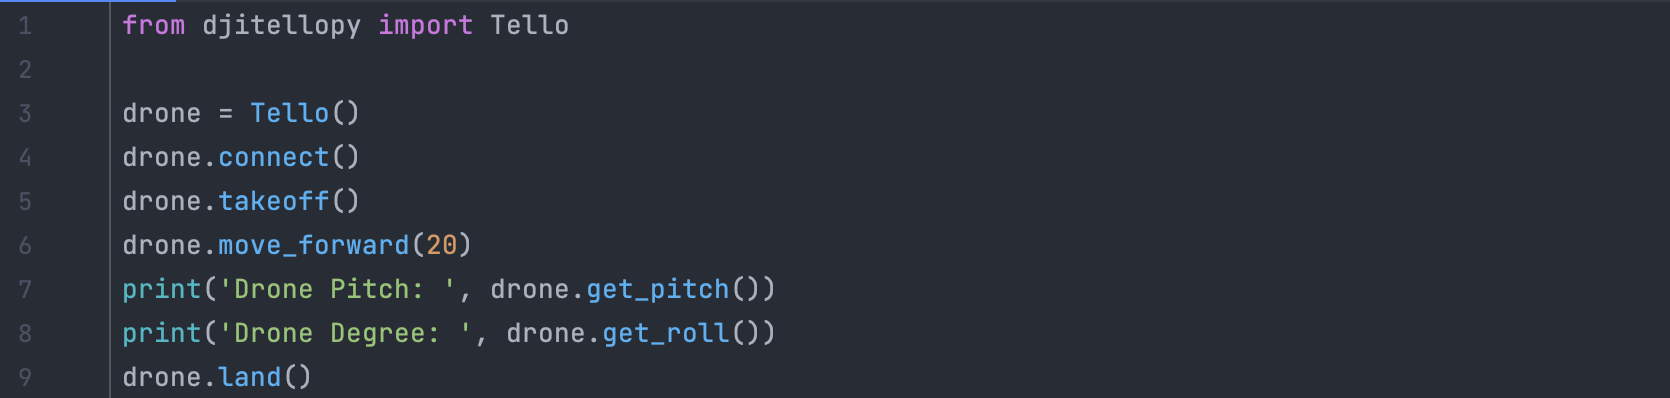 1 from djitellopy import Tello
2
3 drone = Tello()
4 drone.connect()
5 drone.takeoff()
6 drone.move_forward(20)
7 print('Drone Pitch: ', drone.get_pitch())
8 print('Drone Degree: ', drone.get_roll())
9 drone.land()